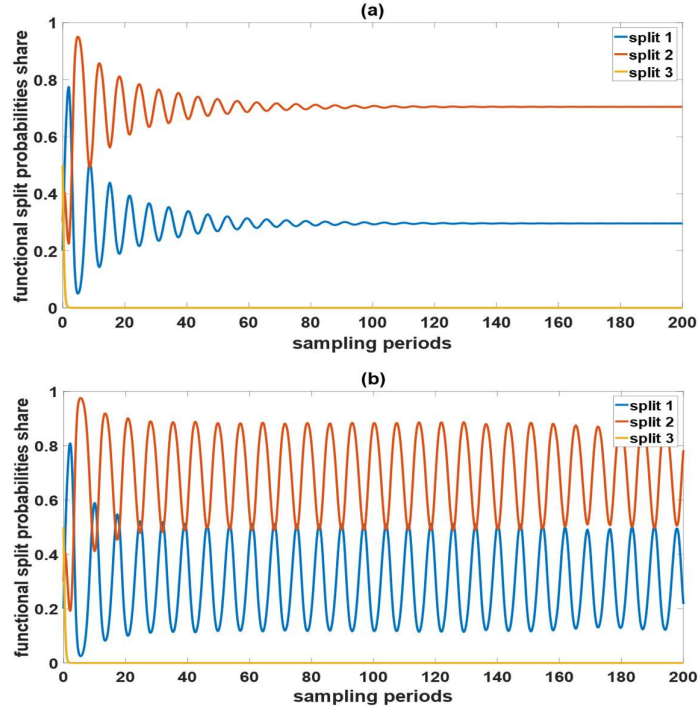 (a)
functional split probabilities share
1
0.8
0.6
0.4
0.2
0
split 1
split 2
split 3
0 20 40 60 80 100 120 140 160 180 200
sampling periods
(b)
functional split probabilities share
1
0.8
0.6
0.4
0.2
0
split 1
split 2
split 3
0 20 40 60 80 100 120 140 160 180 200
sampling periods